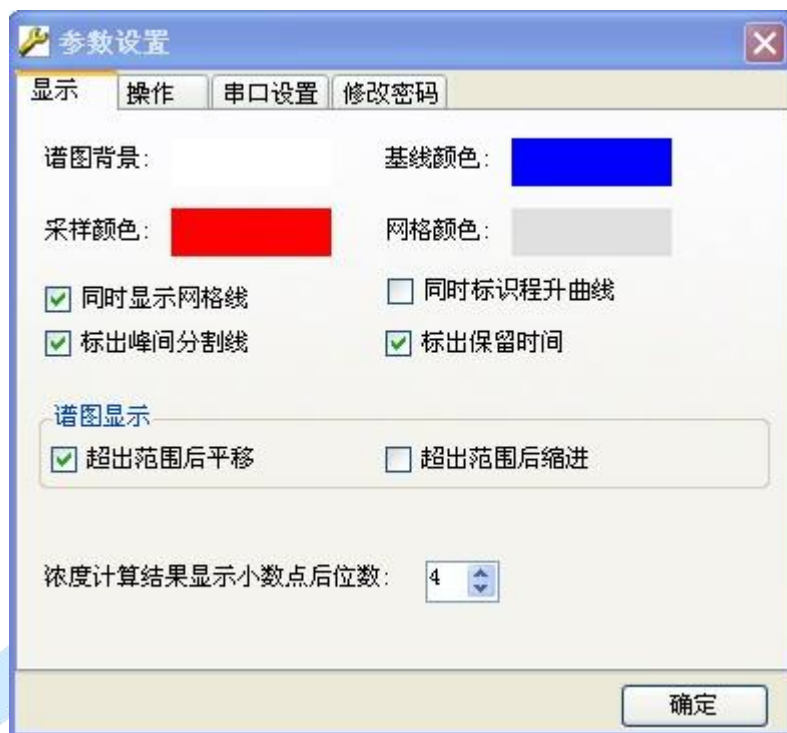 参数设置
显示 操作 串口设置 修改密码
谱图背景: 基线颜色:
采样颜色: 网格颜色:
同时显示网格线 同时标识程升曲线
标出峰间分割线 标出保留时间
谱图显示
超出范围后平移 超出范围后缩进
浓度计算结果显示小数点后位数: 4
确定